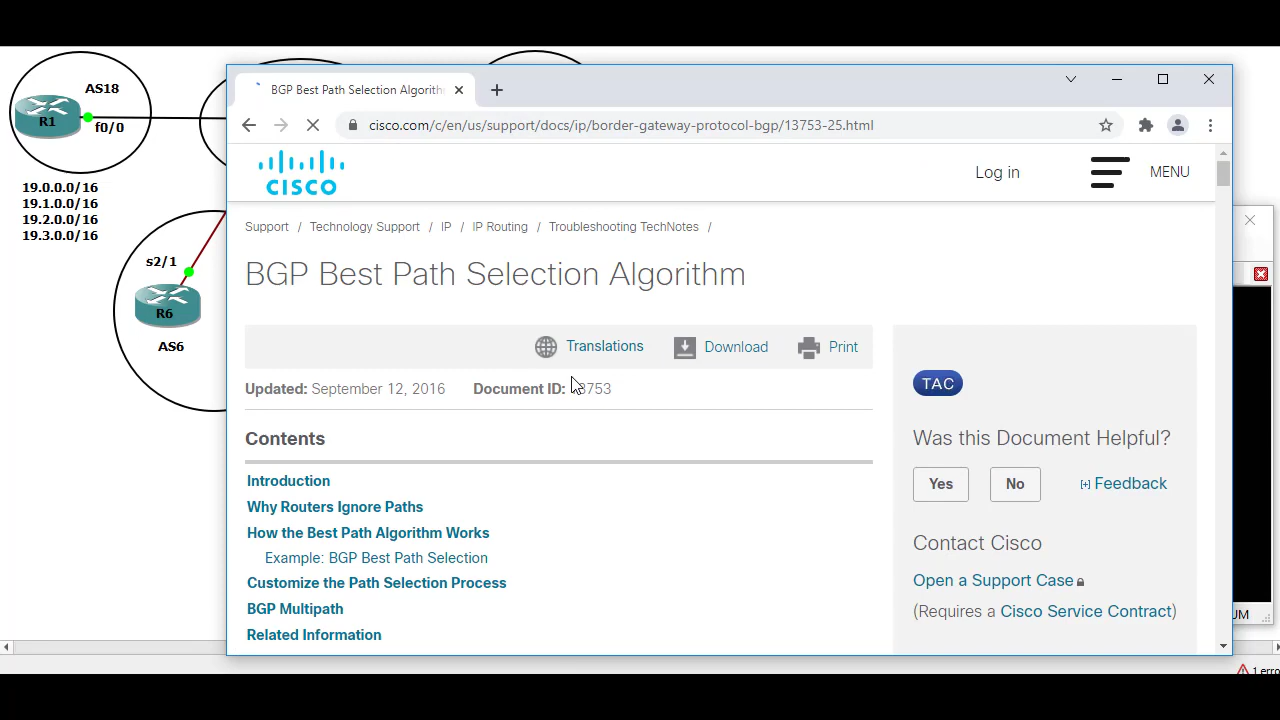 AS18
R1
f0/0
19.0.0.0/16
19.1.0.0/16
19.2.0.0/16
19.3.0.0/16
s2/1
R6
AS6
BGP Best Path Selection Algorith
cisco.com/c/en/us/support/docs/ip/border-gateway-protocol-bgp/13753-25.html
CISCO
Log in
MENU
Support / Technology Support / IP / IP Routing / Troubleshooting TechNotes /
BGP Best Path Selection Algorithm
Translations
Download
Print
Updated: September 12, 2016 Document ID: 3753
Contents
Introduction
Why Routers Ignore Paths
How the Best Path Algorithm Works
Example: BGP Best Path Selection
Customize the Path Selection Process
BGP Multipath
Related Information
TAC
Was this Document Helpful?
Yes
No
[+] Feedback
Contact Cisco
Open a Support Case
(Requires a Cisco Service Contract)
UM
1 erro